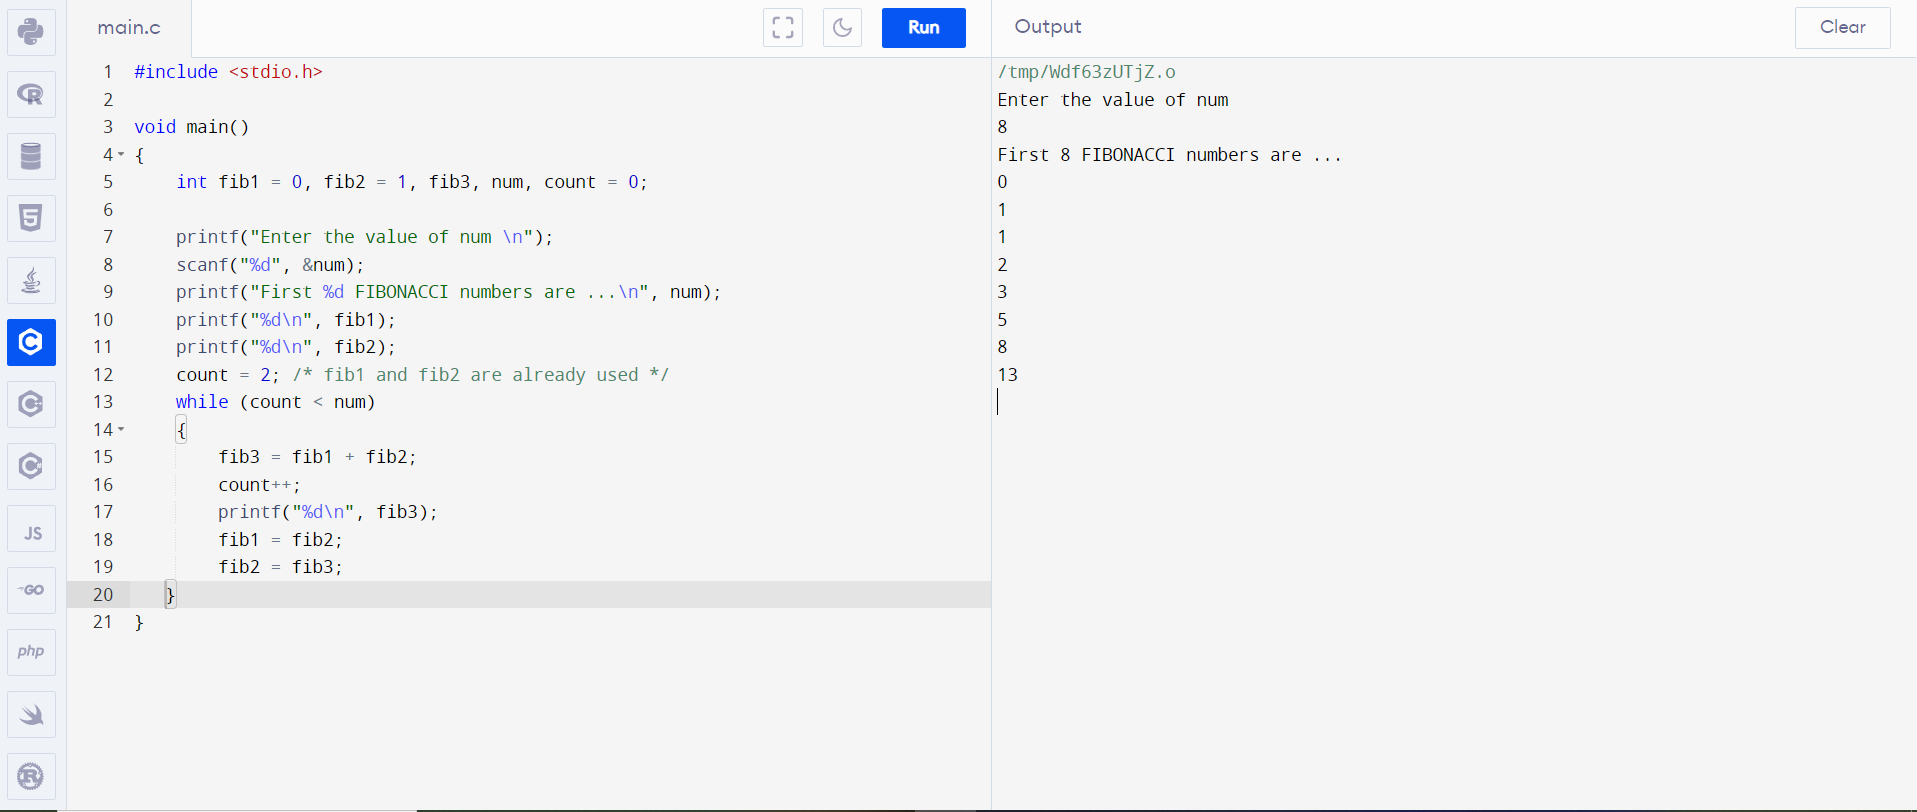 main.c
Run
Output
Clear
1 #include <stdio.h>
2
3 void main()
4 {
5     int fib1 = 0, fib2 = 1, fib3, num, count = 0;
6
7     printf("Enter the value of num \n");
8     scanf("%d", &num);
9     printf("First %d FIBONACCI numbers are ...\n", num);
10     printf("%d\n", fib1);
11     printf("%d\n", fib2);
12     count = 2; /* fib1 and fib2 are already used */
13     while (count < num)
14     {
15         fib3 = fib1 + fib2;
16         count++;
17         printf("%d\n", fib3);
18         fib1 = fib2;
19         fib2 = fib3;
20    }
21 }
/tmp/Wdf63zUTjZ.o
Enter the value of num
8
First 8 FIBONACCI numbers are ...
0
1
1
2
3
5
8
13
R
5
C
C
C
JS
GO
php
R